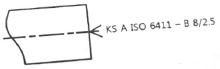 KS A ISO 6411 – B 8/2.5